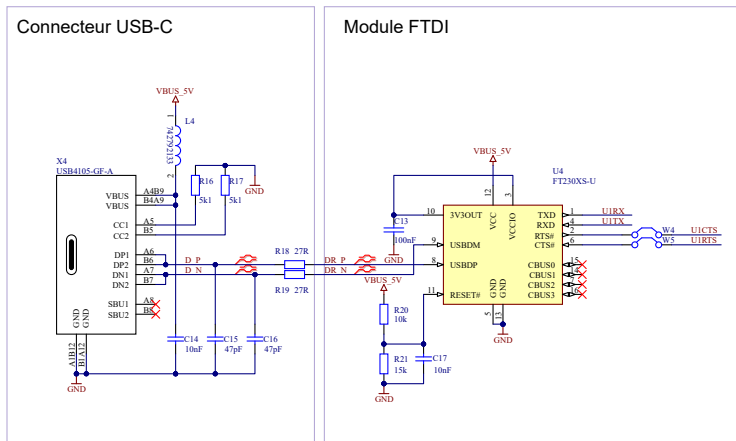 Connecteur USB-C
VBUS_5V
1
L4
74279 2133
2
X4
USB4105-GF-A
VBUS A4B9
VBUS B4A9
CC1 A5
CC2 B5
DP1 A6
DP2 B6
DN1 A7
DN2 B7
SBU1 A8
SBU2 B8
GND
GND
A1B12
B1A12
GND
R16
5k1
R17
5k1
GND
D_P
D_N
R18 27R
R19 27R
C14
10nF
C15
47pF
C16
47pF
Module FTDI
VBUS_5V
U4
FT230XS-U
12
3
VCC
VCCIO
10 3V3OUT
9 USBDM
8 USBDP
11 RESET#
TXD 1 U1RX
RXD 4 U1TX
RTS# 2 W4 U1CTS
CTS# 6 W5 U1RTS
CBUS0 15
CBUS1 14
CBUS2 7
CBUS3 16
GND
GND
5
13
GND
C13
100nF
GND
DR_P
DR_N
VBUS_5V
R20
10k
R21
15k
C17
10nF
GND